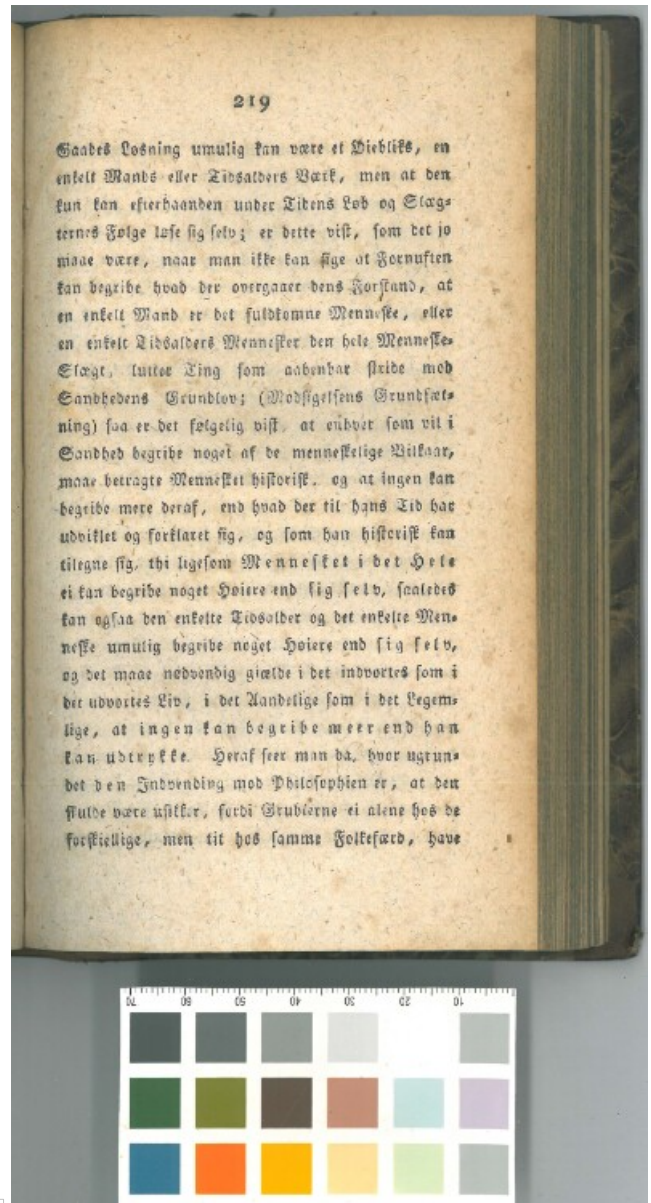 219
Gaades Løsning umulig kan være et Øiebliks, en
enkelt Mands eller Tidsalders Værk, men at den
kun kan efterhaanden under Tidens Løb og Slæg-
ternes Følge løse sig selv; er dette vist, som det jo
maae være, naar man ikke kan sige at Fornuften
kan begribe hvad der overgaaer dens Forstand, at
en enkelt Mand er det fuldkomne Menneske, eller
en enkelt Tidsalders Mennesker den hele Menneske-
Slægt, lutter Ting som aabenbar stride mod
Sandhedens Grundlov; (Modsigelsens Grundsæt-
ning) saa er det følgelig vist, at enhver som vil i
Sandhed begribe noget af de menneskelige Vilkaar,
maae betragte Mennesket historisk, og at ingen kan
begribe mere deraf, end hvad der til hans Tid har
udviklet og forklaret sig, og som han historisk kan
tilegne sig, thi ligesom Mennesket i det Hele
ei kan begribe noget Høiere end sig selv, saaledes
kan ogsaa den enkelte Tidsalder og det enkelte Men-
neske umulig begribe noget Høiere end sig selv,
og det maae nødvendig gielde i det indvortes som i
det udvortes Liv, i det Aandelige som i det Legem-
lige, at ingen kan begribe meer end han
kan udtrykke. Heraf seer man da, hvor ugrun-
det den Indvending mod Philosophien er, at den
skulde være usikker, fordi Grublerne ei alene hos de
forskiellige, men tit hos samme Folkefærd, have
70 60 50 40 30 20 10